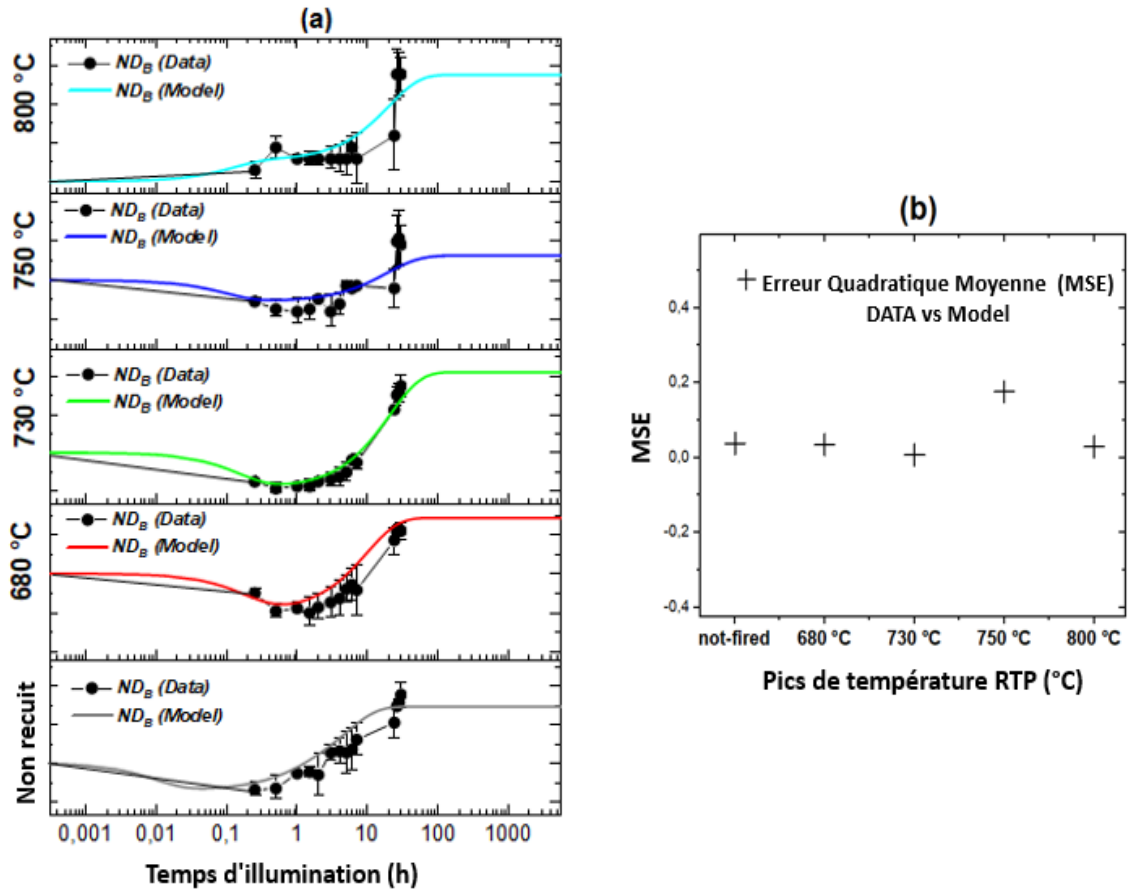 (a)
800 °C
ND_B (Data)
ND_B (Model)
750 °C
ND_B (Data)
ND_B (Model)
730 °C
ND_B (Data)
ND_B (Model)
680 °C
ND_B (Data)
ND_B (Model)
Non recuit
ND_B (Data)
ND_B (Model)
0,001 0,01 0,1 1 10 100 1000
Temps d'illumination (h)
(b)
Erreur Quadratique Moyenne (MSE)
DATA vs Model
MSE
0,4
0,2
0,0
-0,2
-0,4
not-fired 680 °C 730 °C 750 °C 800 °C
Pics de température RTP (°C)